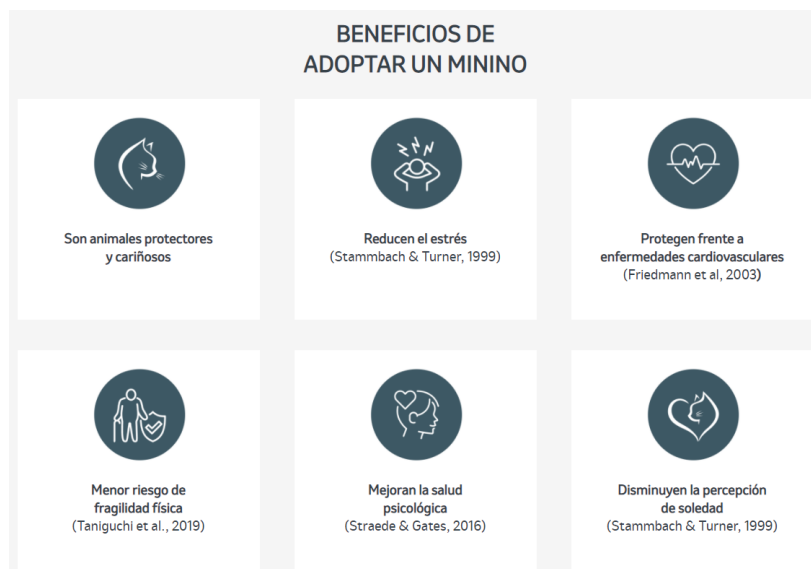 BENEFICIOS DE
ADOPTAR UN MININO
Son animales protectores
y cariñosos
Reducen el estrés
(Stammbach & Turner, 1999)
Protegen frente a
enfermedades cardiovasculares
(Friedmann et al, 2003)
Menor riesgo de
fragilidad física
(Taniguchi et al., 2019)
Mejoran la salud
psicológica
(Straede & Gates, 2016)
Disminuyen la percepción
de soledad
(Stammbach & Turner, 1999)